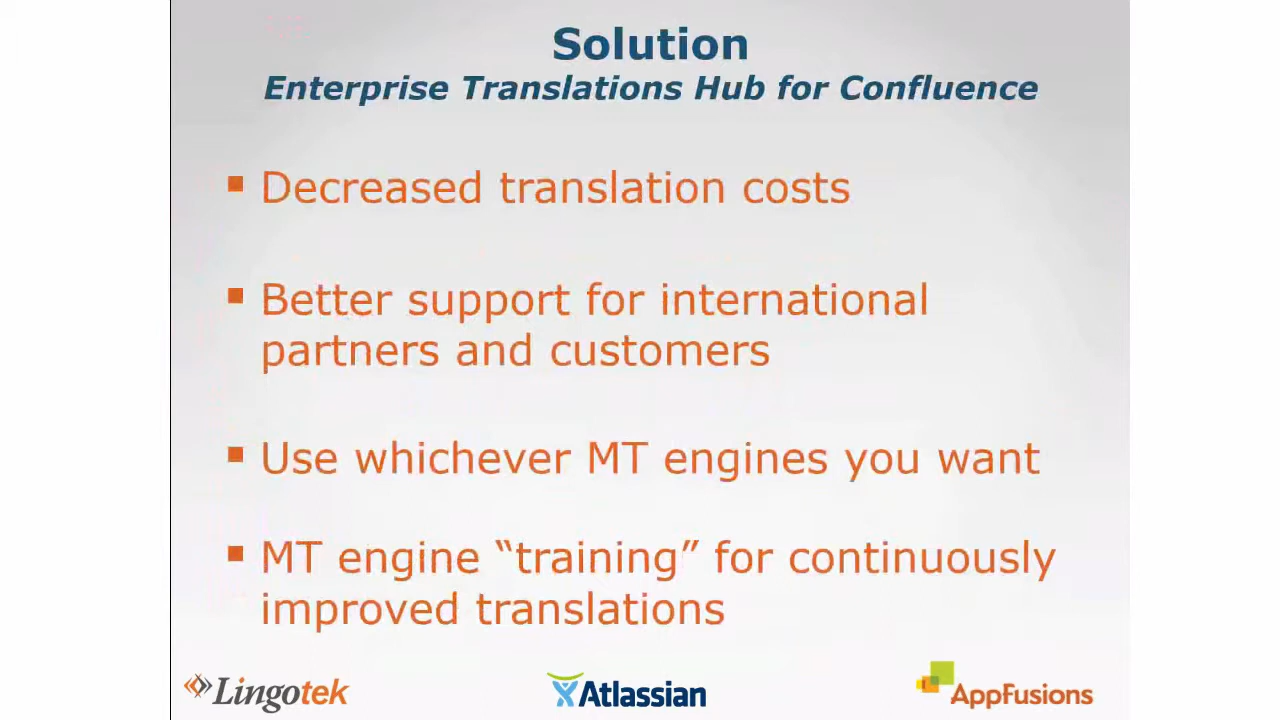 Solution
Enterprise Translations Hub for Confluence
▪ Decreased translation costs
▪ Better support for international
partners and customers
▪ Use whichever MT engines you want
▪ MT engine “training” for continuously
improved translations
Lingotek
Atlassian
AppFusions